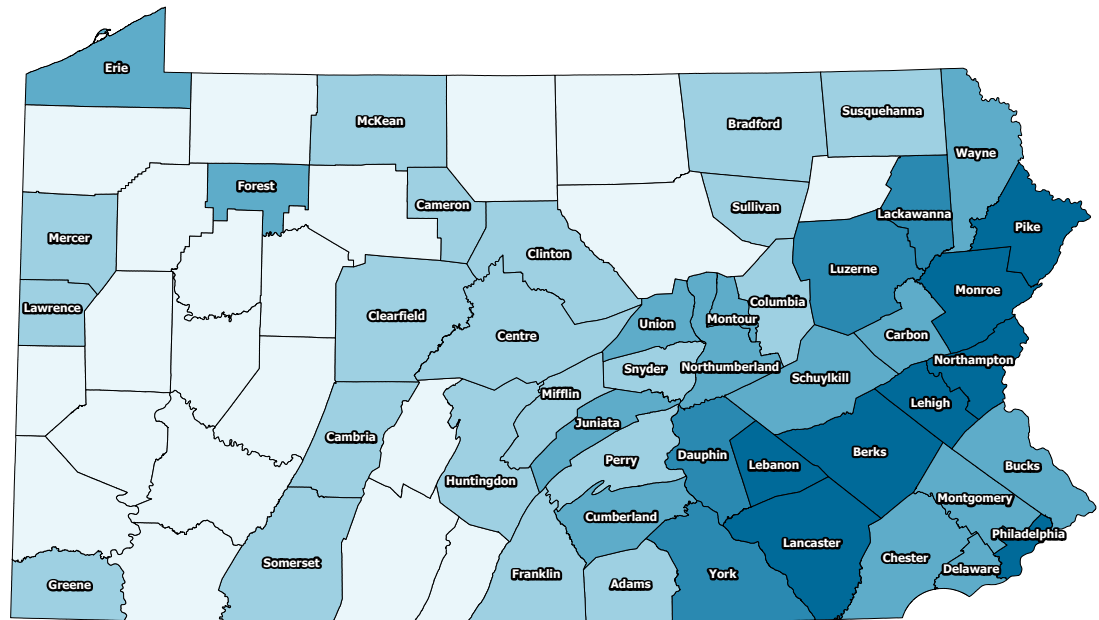 Erie
McKean
Bradford
Susquehanna
Wayne
Forest
Cameron
Sullivan
Lackawanna
Pike
Mercer
Clinton
Luzerne
Monroe
Lawrence
Clearfield
Centre
Union
Montour
Columbia
Carbon
Northampton
Snyder
Northumberland
Schuylkill
Mifflin
Lehigh
Juniata
Cambria
Perry
Dauphin
Lebanon
Berks
Bucks
Huntingdon
Montgomery
Cumberland
Philadelphia
Lancaster
Chester
Delaware
Somerset
Franklin
Adams
York
Greene